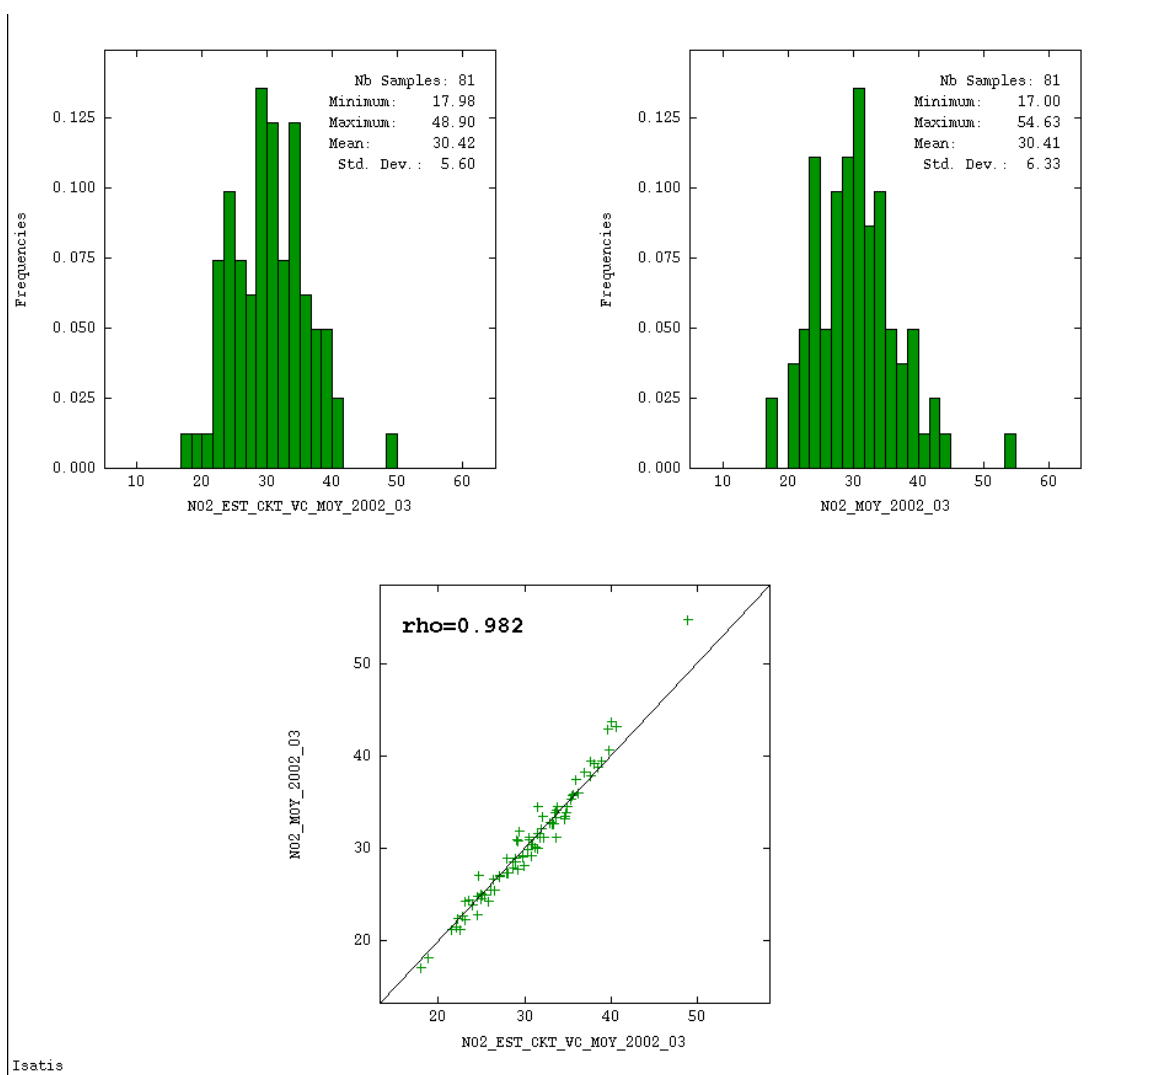 Nb Samples: 81
Minimum: 17.98
Maximum: 48.90
Mean: 30.42
Std. Dev.: 5.60
0.125
0.100
0.075
0.050
0.025
0.000
Frequencies
10 20 30 40 50 60
NO2_EST_CKT_VC_MOY_2002_03
Nb Samples: 81
Minimum: 17.00
Maximum: 54.63
Mean: 30.41
Std. Dev.: 6.33
0.125
0.100
0.075
0.050
0.025
0.000
Frequencies
10 20 30 40 50 60
NO2_MOY_2002_03
rho=0.982
50
40
30
20
NO2_MOY_2002_03
20 30 40 50
NO2_EST_CKT_VC_MOY_2002_03
Isatis